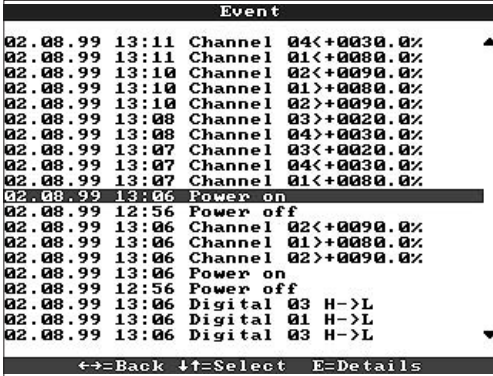 Event
02.08.99 13:11 Channel 04<+0030.0%
02.08.99 13:11 Channel 01<+0080.0%
02.08.99 13:10 Channel 02<+0090.0%
02.08.99 13:10 Channel 01>+0080.0%
02.08.99 13:10 Channel 02>+0090.0%
02.08.99 13:08 Channel 03>+0020.0%
02.08.99 13:08 Channel 04>+0030.0%
02.08.99 13:07 Channel 03<+0020.0%
02.08.99 13:07 Channel 04<+0030.0%
02.08.99 13:07 Channel 01<+0080.0%
02.08.99 13:06 Power on
02.08.99 12:56 Power off
02.08.99 13:06 Channel 02<+0090.0%
02.08.99 13:06 Channel 01>+0080.0%
02.08.99 13:06 Channel 02>+0090.0%
02.08.99 13:06 Power on
02.08.99 12:56 Power off
02.08.99 13:06 Digital 03 H->L
02.08.99 13:06 Digital 01 H->L
02.08.99 13:06 Digital 03 H->L
←→=Back ↓↑=Select E=Details